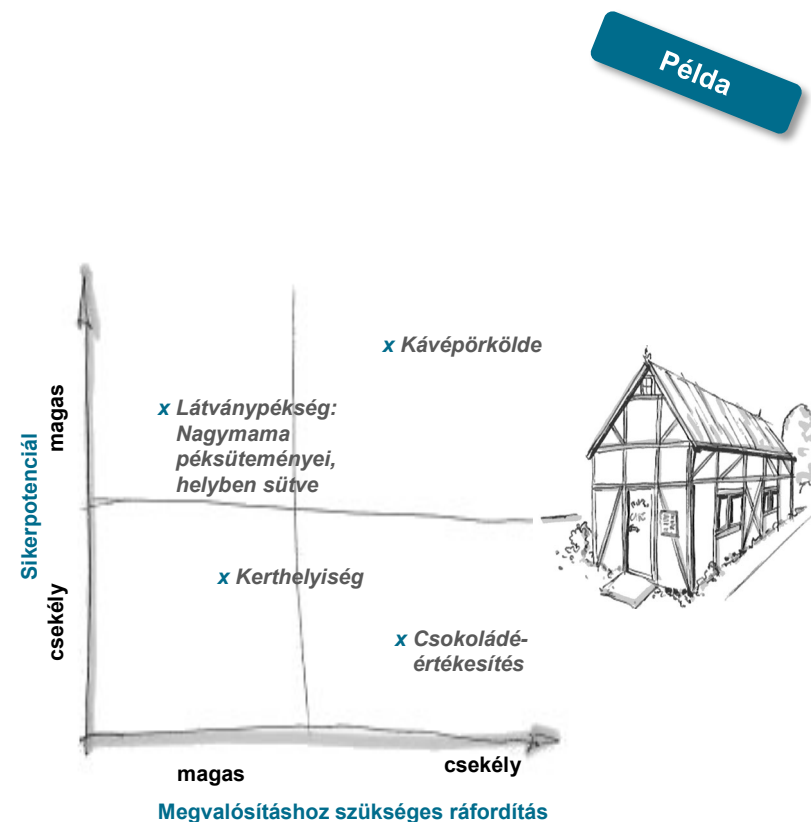 Példa
x Kávépörkölde
x Látványpékség:
Nagymama
péksüteményei,
helyben sütve
x Kerthelyiség
x Csokoládé-
értékesítés
Sikerpotenciál
magas
csekély
magas
csekély
Megvalósításhoz szükséges ráfordítás